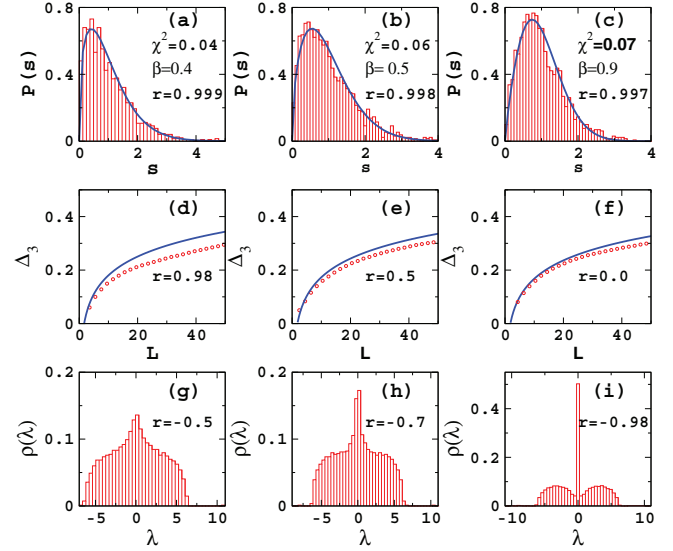 0.8 (a) 0.8 (b) 0.8 (c)
χ²=0.04 χ²=0.06 χ²=0.07
P(s) 0.4 β=0.4 P(s) 0.4 β=0.5 P(s) 0.4 β=0.9
r=0.999 r=0.998 r=0.997
0 0 0
0 2 4 0 2 4 0 2 4
s s s
(d) (e) (f)
0.4 0.4 0.4
Δ₃ 0.2 r=0.98 Δ₃ 0.2 r=0.5 Δ₃ 0.2 r=0.0
0 0 0
0 20 40 0 20 40 0 20 40
L L L
0.2 (g) 0.2 (h) (i)
r=-0.5 r=-0.7 0.4 r=-0.98
ρ(λ) 0.1 ρ(λ) 0.1 ρ(λ) 0.2
0 0 0.0
-5 0 5 10 -5 0 5 10 -10 -5 0 5 10
λ λ λ